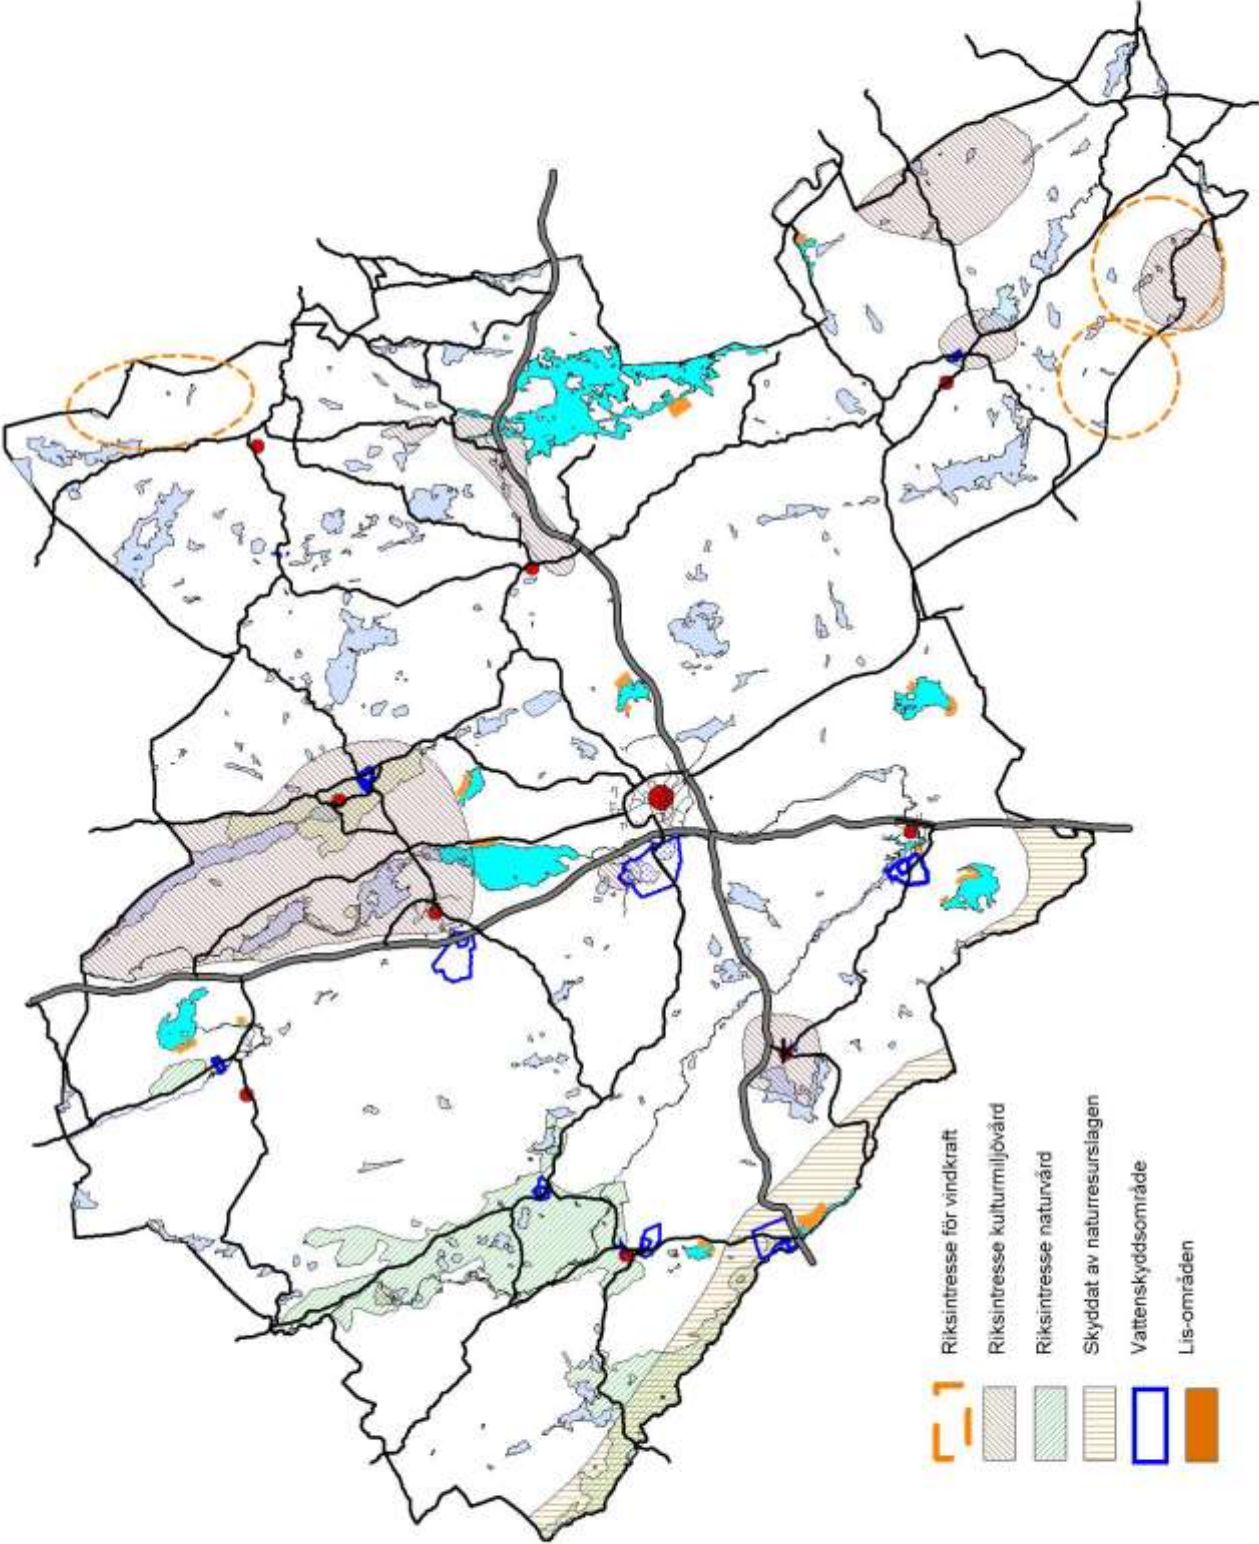 Riksintresse för vindkraft
Riksintresse kulturmiljövård
Riksintresse naturvård
Skyddat av naturresurslagen
Vattenskyddsområde
Lis-områden